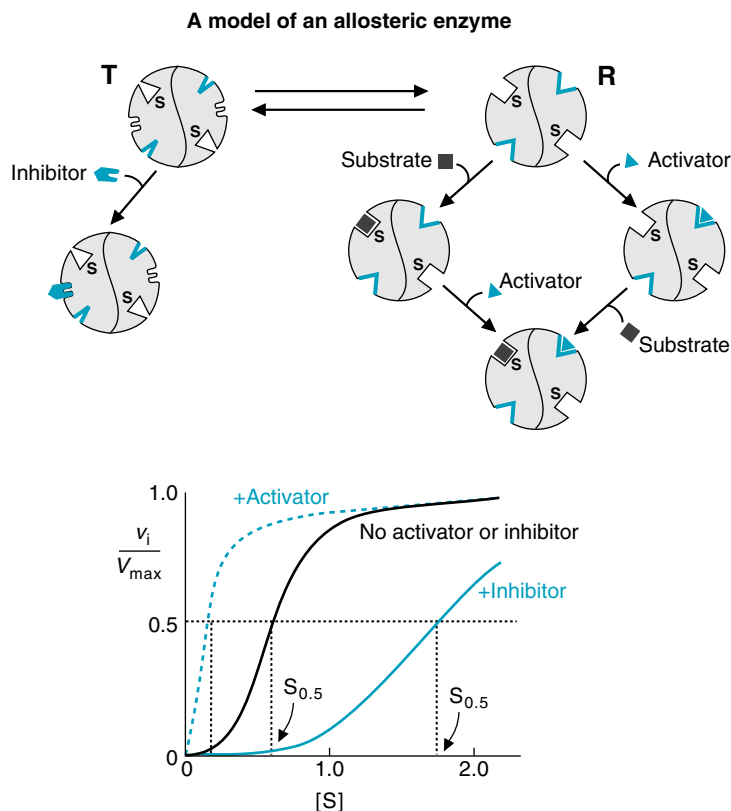 A model of an allosteric enzyme
T
R
S
S
S
S
Inhibitor
Substrate
Activator
S
S
S
S
S
S
Activator
Substrate
S
S
1.0
+Activator
No activator or inhibitor
vi
Vmax
+Inhibitor
0.5
S0.5
S0.5
0
0
1.0
2.0
[S]